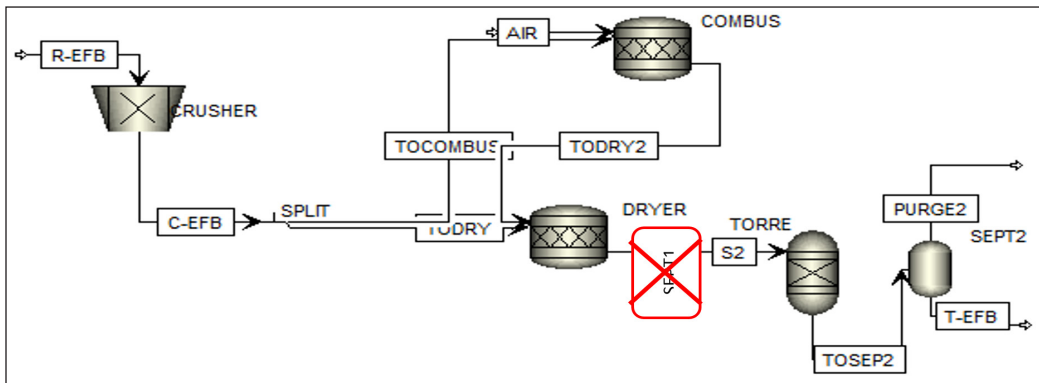 R-EFB
AIR
COMBUS
CRUSHER
TOCOMBUS
TODRY2
C-EFB
SPLIT
TODRY
DRYER
TORRE
S2
PURGE2
SEPT2
T-EFB
TOSEP2